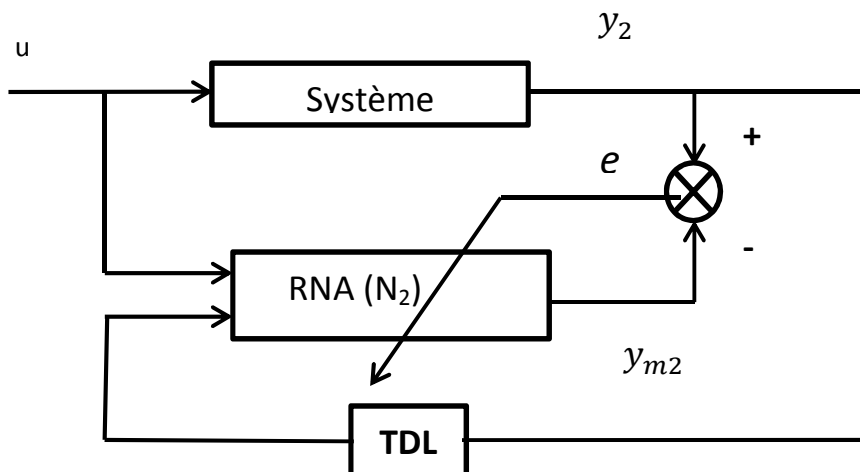 y₂
u
Système
+
e
-
RNA (N₂)
yₘ₂
TDL